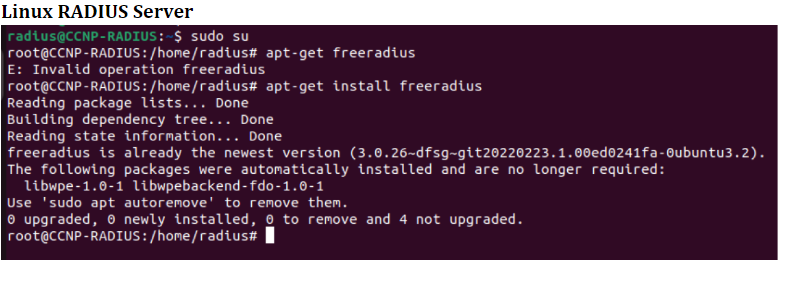 Linux RADIUS Server
radius@CCNP-RADIUS:~$ sudo su
root@CCNP-RADIUS:/home/radius# apt-get freeradius
E: Invalid operation freeradius
root@CCNP-RADIUS:/home/radius# apt-get install freeradius
Reading package lists... Done
Building dependency tree... Done
Reading state information... Done
freeradius is already the newest version (3.0.26~dfsg~git20220223.1.00ed0241fa-0ubuntu3.2).
The following packages were automatically installed and are no longer required:
  libwpe-1.0-1 libwpebackend-fdo-1.0-1
Use 'sudo apt autoremove' to remove them.
0 upgraded, 0 newly installed, 0 to remove and 4 not upgraded.
root@CCNP-RADIUS:/home/radius#